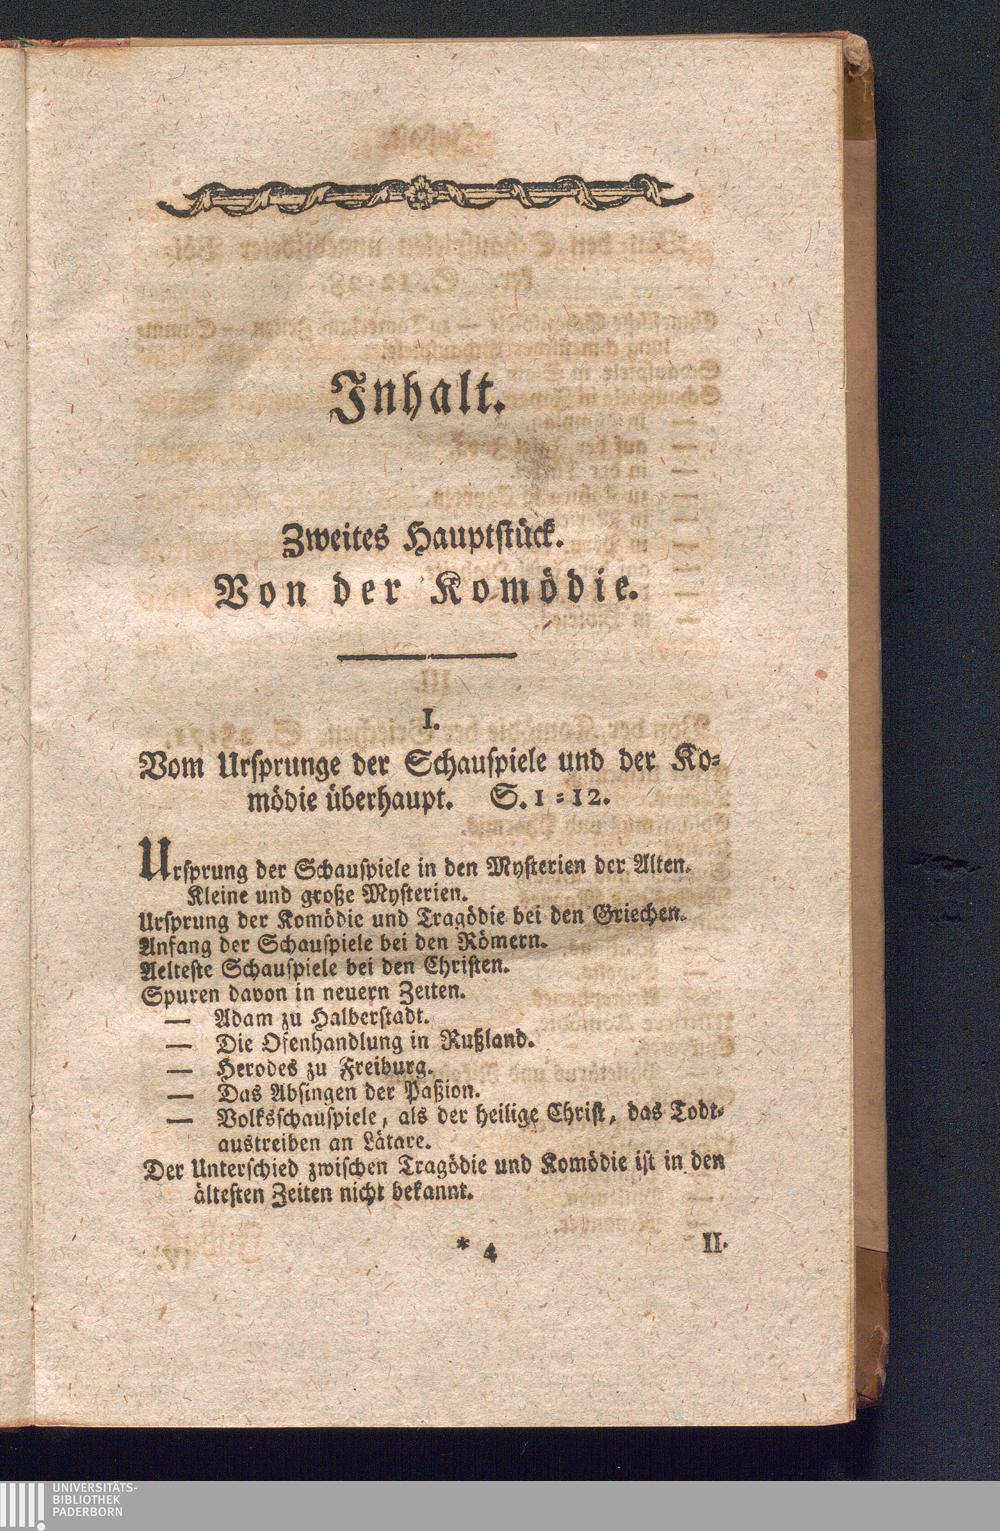 Inhalt.
Zweites Hauptstück.
Von der Komödie.
I.
Vom Ursprunge der Schauspiele und der Ko-
mödie überhaupt. S. 1-12.
Ursprung der Schauspiele in den Mysterien der Alten.
Kleine und große Mysterien.
Ursprung der Komödie und Tragödie bei den Griechen.
Anfang der Schauspiele bei den Römern.
Aelteste Schauspiele bei den Christen.
Spuren davon in neuern Zeiten.
— Adam zu Halberstadt.
— Die Ofenhandlung in Rußland.
— Herodes zu Freiburg.
— Das Absingen der Paßion.
— Volksschauspiele, als der heilige Christ, das Todt-
austreiben an Lätare.
Der Unterschied zwischen Tragödie und Komödie ist in den
ältesten Zeiten nicht bekannt.
* 4
II.
UNIVERSITÄTS-
BIBLIOTHEK
PADERBORN